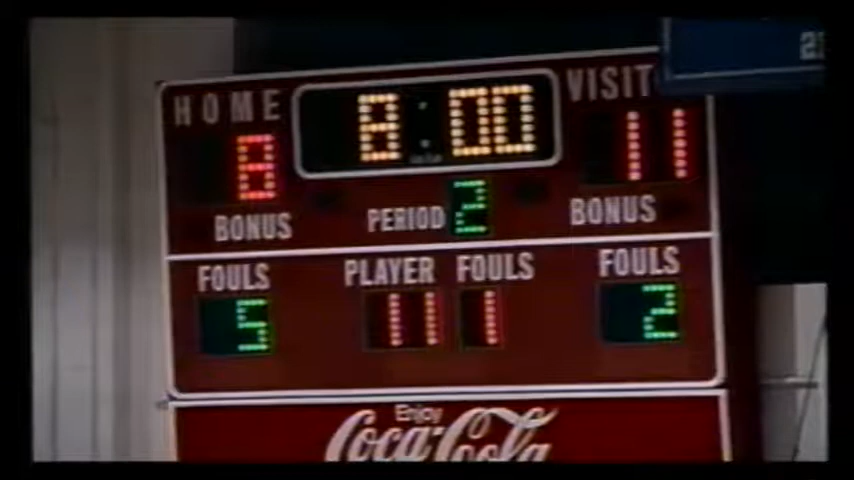 HOME 8:00 VISIT
8 11
BONUS PERIOD 2 BONUS
FOULS PLAYER FOULS FOULS
5 11 1 2
Enjoy
Coca-Cola